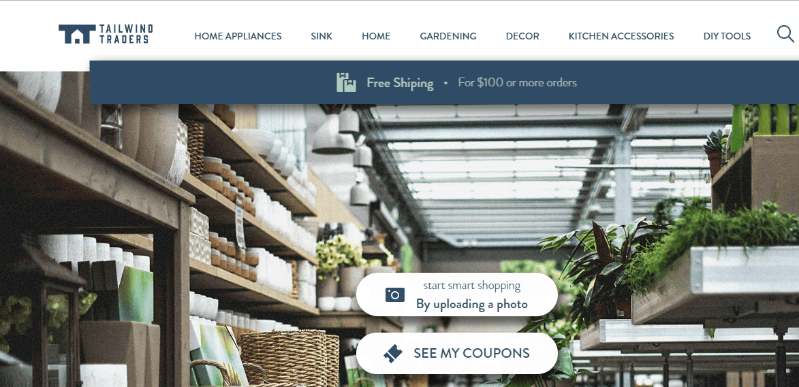 TAILWIND
TRADERS
HOME APPLIANCES SINK HOME GARDENING DECOR KITCHEN ACCESSORIES DIY TOOLS
Free Shiping • For $100 or more orders
start smart shopping
By uploading a photo
SEE MY COUPONS